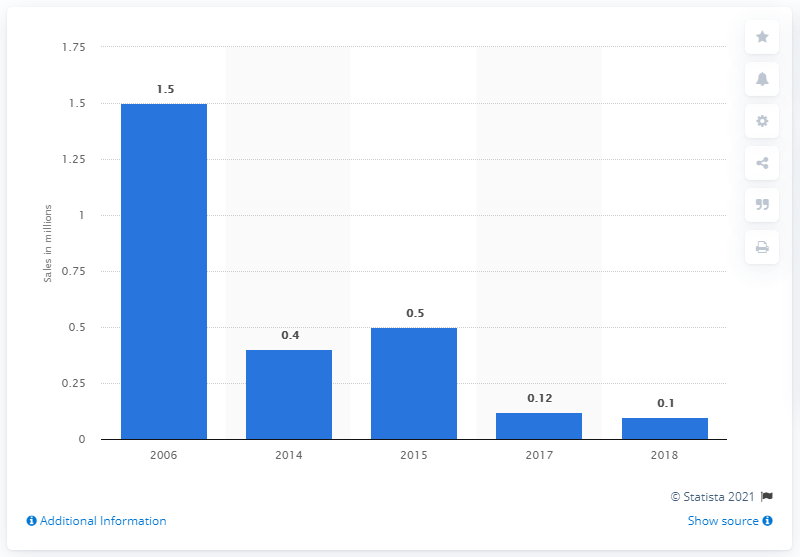 1.75
1.5
1.25
1
0.75
0.5
0.25
0
Sales in millions
1.5
0.4
0.5
0.12
0.1
2006 2014 2015 2017 2018
© Statista 2021
Additional Information
Show source